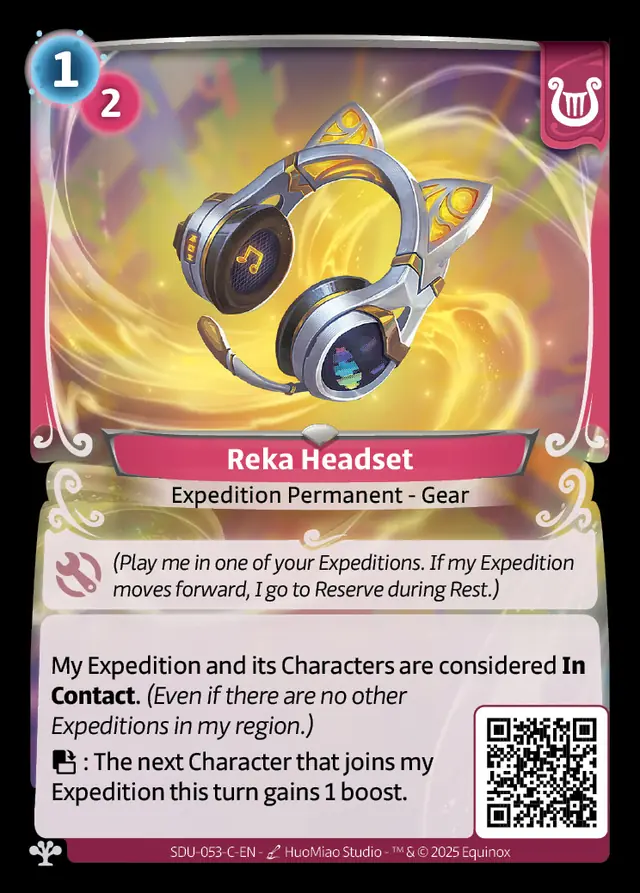 1
2
Reka Headset
Expedition Permanent - Gear
(Play me in one of your Expeditions. If my Expedition
moves forward, I go to Reserve during Rest.)
My Expedition and its Characters are considered In
Contact. (Even if there are no other
Expeditions in my region.)
: The next Character that joins my
Expedition this turn gains 1 boost.
SDU-053-C-EN - HuoMiao Studio - ™ & © 2025 Equinox